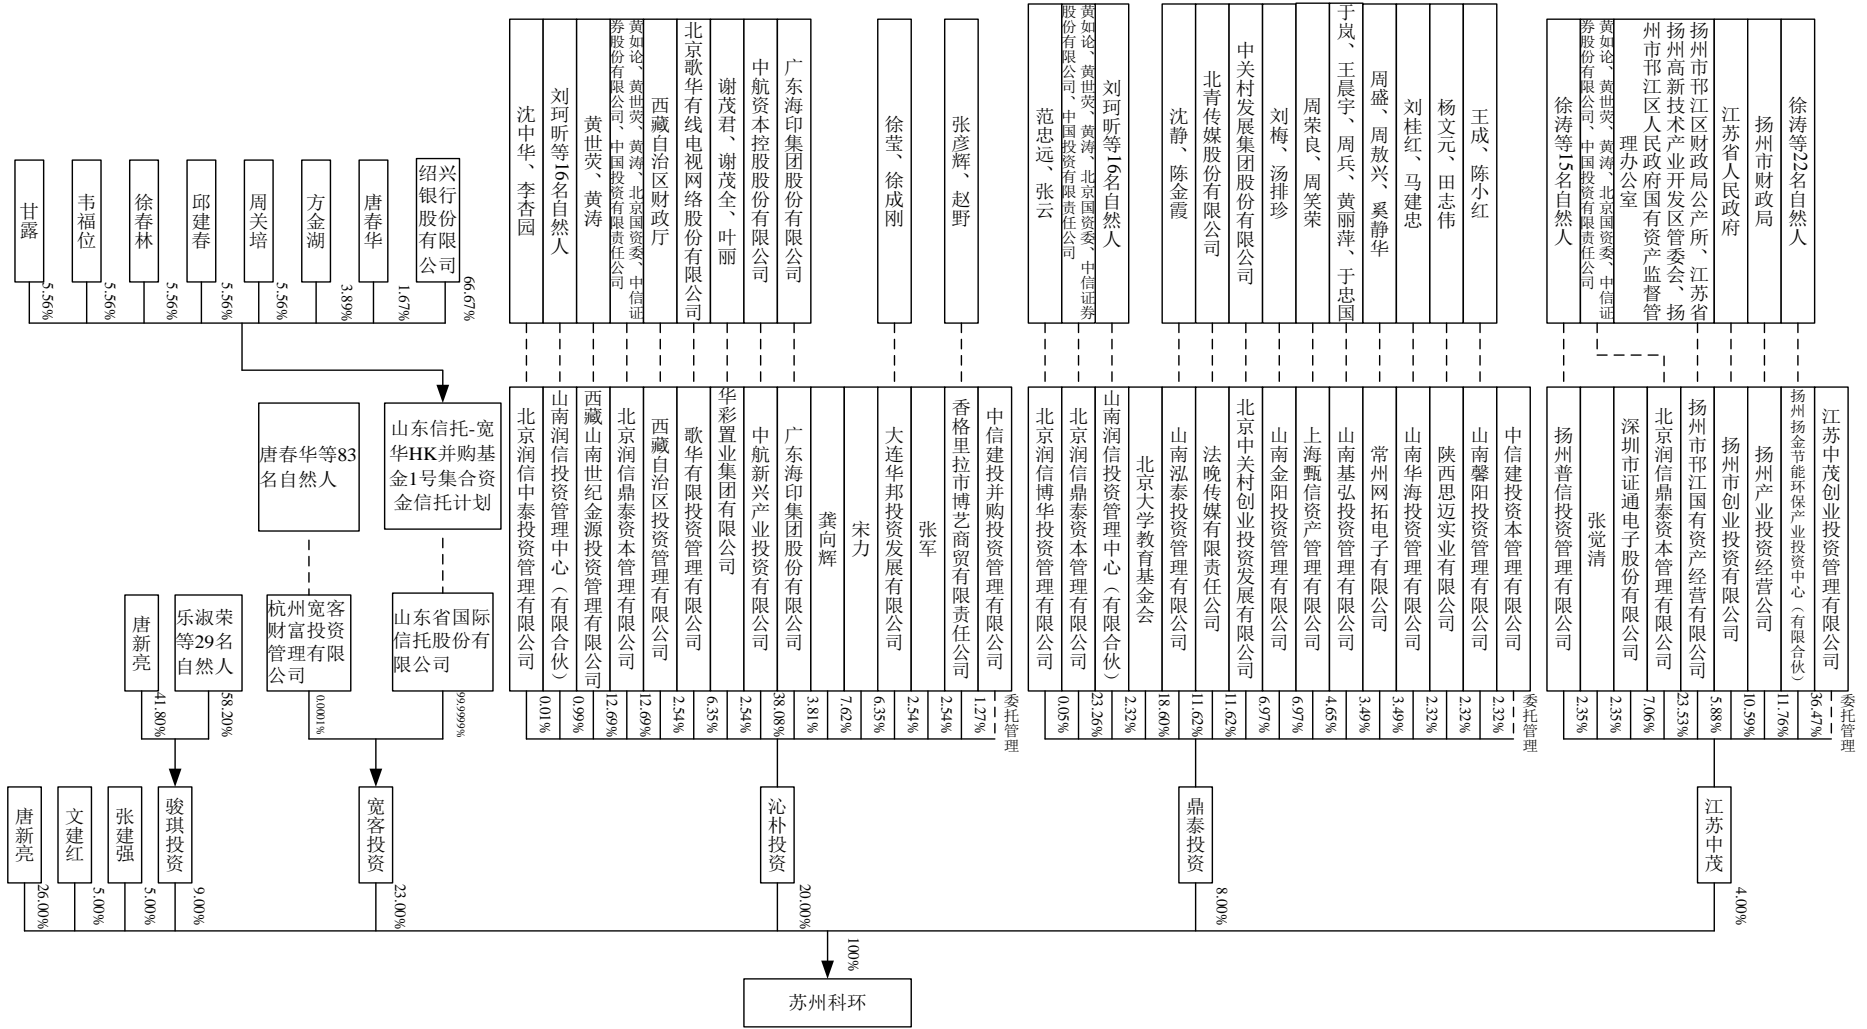 沈中华、李杏园
刘珂昕等16名自然人
黄世荧、黄涛
黄如论、黄世荧、黄涛、北京国资委、中信证
券股份有限公司、中国投资有限责任公司
西藏自治区财政厅
北京歌华有线电视网络股份有限公司
谢茂君、谢茂全、叶丽
中航资本控股股份有限公司
广东海印集团股份有限公司
徐莹、徐成刚
张彦辉、赵野
范忠远、张云
黄如论、黄世荧、黄涛、北京国资委、中信证券
股份有限公司、中国投资有限责任公司
刘珂昕等16名自然人
沈静、陈金霞
北青传媒股份有限公司
中关村发展集团股份有限公司
刘梅、汤排珍
周荣良、周笑荣
于岚、王晨宇、周兵、黄丽萍、于忠国
周盛、周敖兴、奚静华
刘桂红、马建忠
杨文元、田志伟
王成、陈小红
徐涛等15名自然人
黄如论、黄世荧、黄涛、北京国资委、中信证
券股份有限公司、中国投资有限责任公司
扬州市邗江区财政局公产所、江苏省
扬州高新技术产业开发区管委会、扬
州市邗江区人民政府国有资产监督管
理办公室
江苏省人民政府
扬州市财政局
徐涛等22名自然人
甘露
韦福位
徐春林
邱建春
周关培
方金湖
唐春华
绍兴
银行
股份
有限
公司
5.56%
5.56%
5.56%
5.56%
5.56%
3.89%
1.67%
66.67%
唐春华等83
名自然人
山东信托-宽
华HK并购基
金1号集合资
金信托计划
北京润信中泰投资管理有限公司
山南润信投资管理中心（有限合伙）
西藏山南世纪金源投资管理有限公司
北京润信鼎泰资本管理有限公司
西藏自治区投资管理有限公司
歌华有限投资管理有限公司
华彩置业集团有限公司
中航新兴产业投资有限公司
广东海印集团股份有限公司
龚向辉
宋力
大连华邦投资发展有限公司
张军
香格里拉市博艺商贸有限责任公司
中信建投并购投资管理有限公司
北京润信博华投资管理有限公司
北京润信鼎泰资本管理有限公司
山南润信投资管理中心（有限合伙）
北京大学教育基金会
山南泓泰投资管理有限公司
法晚传媒有限责任公司
北京中关村创业投资发展有限公司
山南金阳投资管理有限公司
上海甄信资产管理有限公司
山南基弘投资管理有限公司
常州网拓电子有限公司
山南华海投资管理有限公司
陕西思迈实业有限公司
山南馨阳投资管理有限公司
中信建投资本管理有限公司
扬州普信投资管理有限公司
张觉清
深圳市证通电子股份有限公司
北京润信鼎泰资本管理有限公司
扬州市邗江国有资产经营有限公司
扬州市创业投资有限公司
扬州产业投资经营公司
扬州扬金节能环保产业投资中心（有限合伙）
江苏中茂创业投资管理有限公司
唐新亮
乐淑荣
等29名
自然人
杭州宽客
财富投资
管理有限
公司
山东省国际
信托股份有
限公司
41.80%
58.20%
0.0001%
99.999%
0.01%
0.99%
12.69%
12.69%
2.54%
6.35%
2.54%
38.08%
3.81%
7.62%
6.35%
2.54%
2.54%
1.27%
委托管理
0.05%
23.26%
2.32%
18.60%
11.62%
11.62%
6.97%
6.97%
4.65%
3.49%
3.49%
2.32%
2.32%
2.32%
委托管理
2.35%
2.35%
7.06%
23.53%
5.88%
10.59%
11.76%
36.47%
委托管理
唐新亮
文建红
张建强
骏琪投资
宽客投资
沁朴投资
鼎泰投资
江苏中茂
26.00%
5.00%
5.00%
9.00%
23.00%
20.00%
8.00%
4.00%
100%
苏州科环